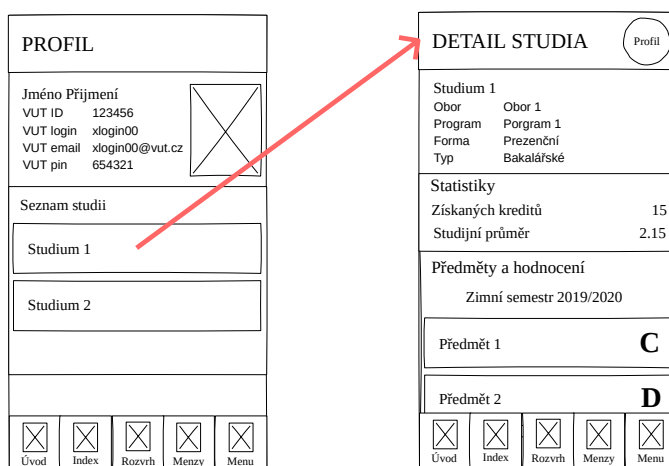 PROFIL
Jméno Přijmení
VUT ID 123456
VUT login xlogin00
VUT email xlogin00@vut.cz
VUT pin 654321
Seznam studii
Studium 1
Studium 2
Úvod Index Rozvrh Menzy Menu
DETAIL STUDIA Profil
Studium 1
Obor Obor 1
Program Porgram 1
Forma Prezenční
Typ Bakalářské
Statistiky
Získaných kreditů 15
Studijní průměr 2.15
Předměty a hodnocení
Zimní semestr 2019/2020
Předmět 1 C
Předmět 2 D
Úvod Index Rozvrh Menzy Menu